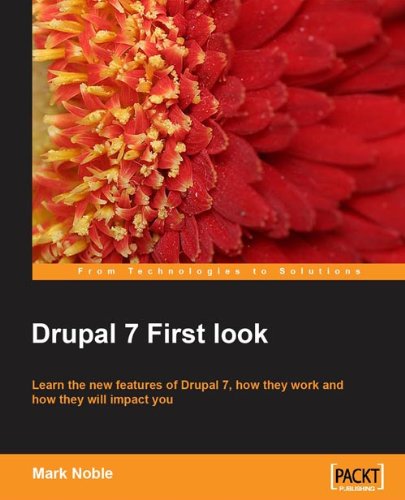 From Technologies to Solutions
Drupal 7 First look
Learn the new features of Drupal 7, how they work and
how they will impact you
Mark Noble
PACKT
PUBLISHING